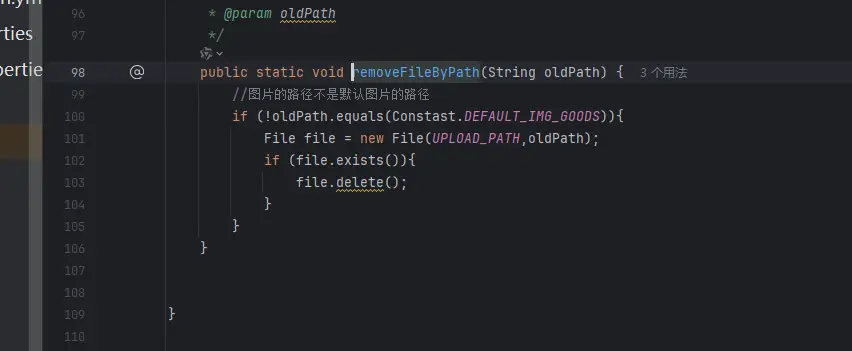 n.ym
erties
pertie
96 * @param oldPath
97 */
98 @ public static void removeFileByPath(String oldPath) { 3 个用法
99 //图片的路径不是默认图片的路径
100 if (!oldPath.equals(Constast.DEFAULT_IMG_GOODS)){
101 File file = new File(UPLOAD_PATH,oldPath);
102 if (file.exists()){
103 file.delete();
104 }
105 }
106 }
107
108
109 }
110